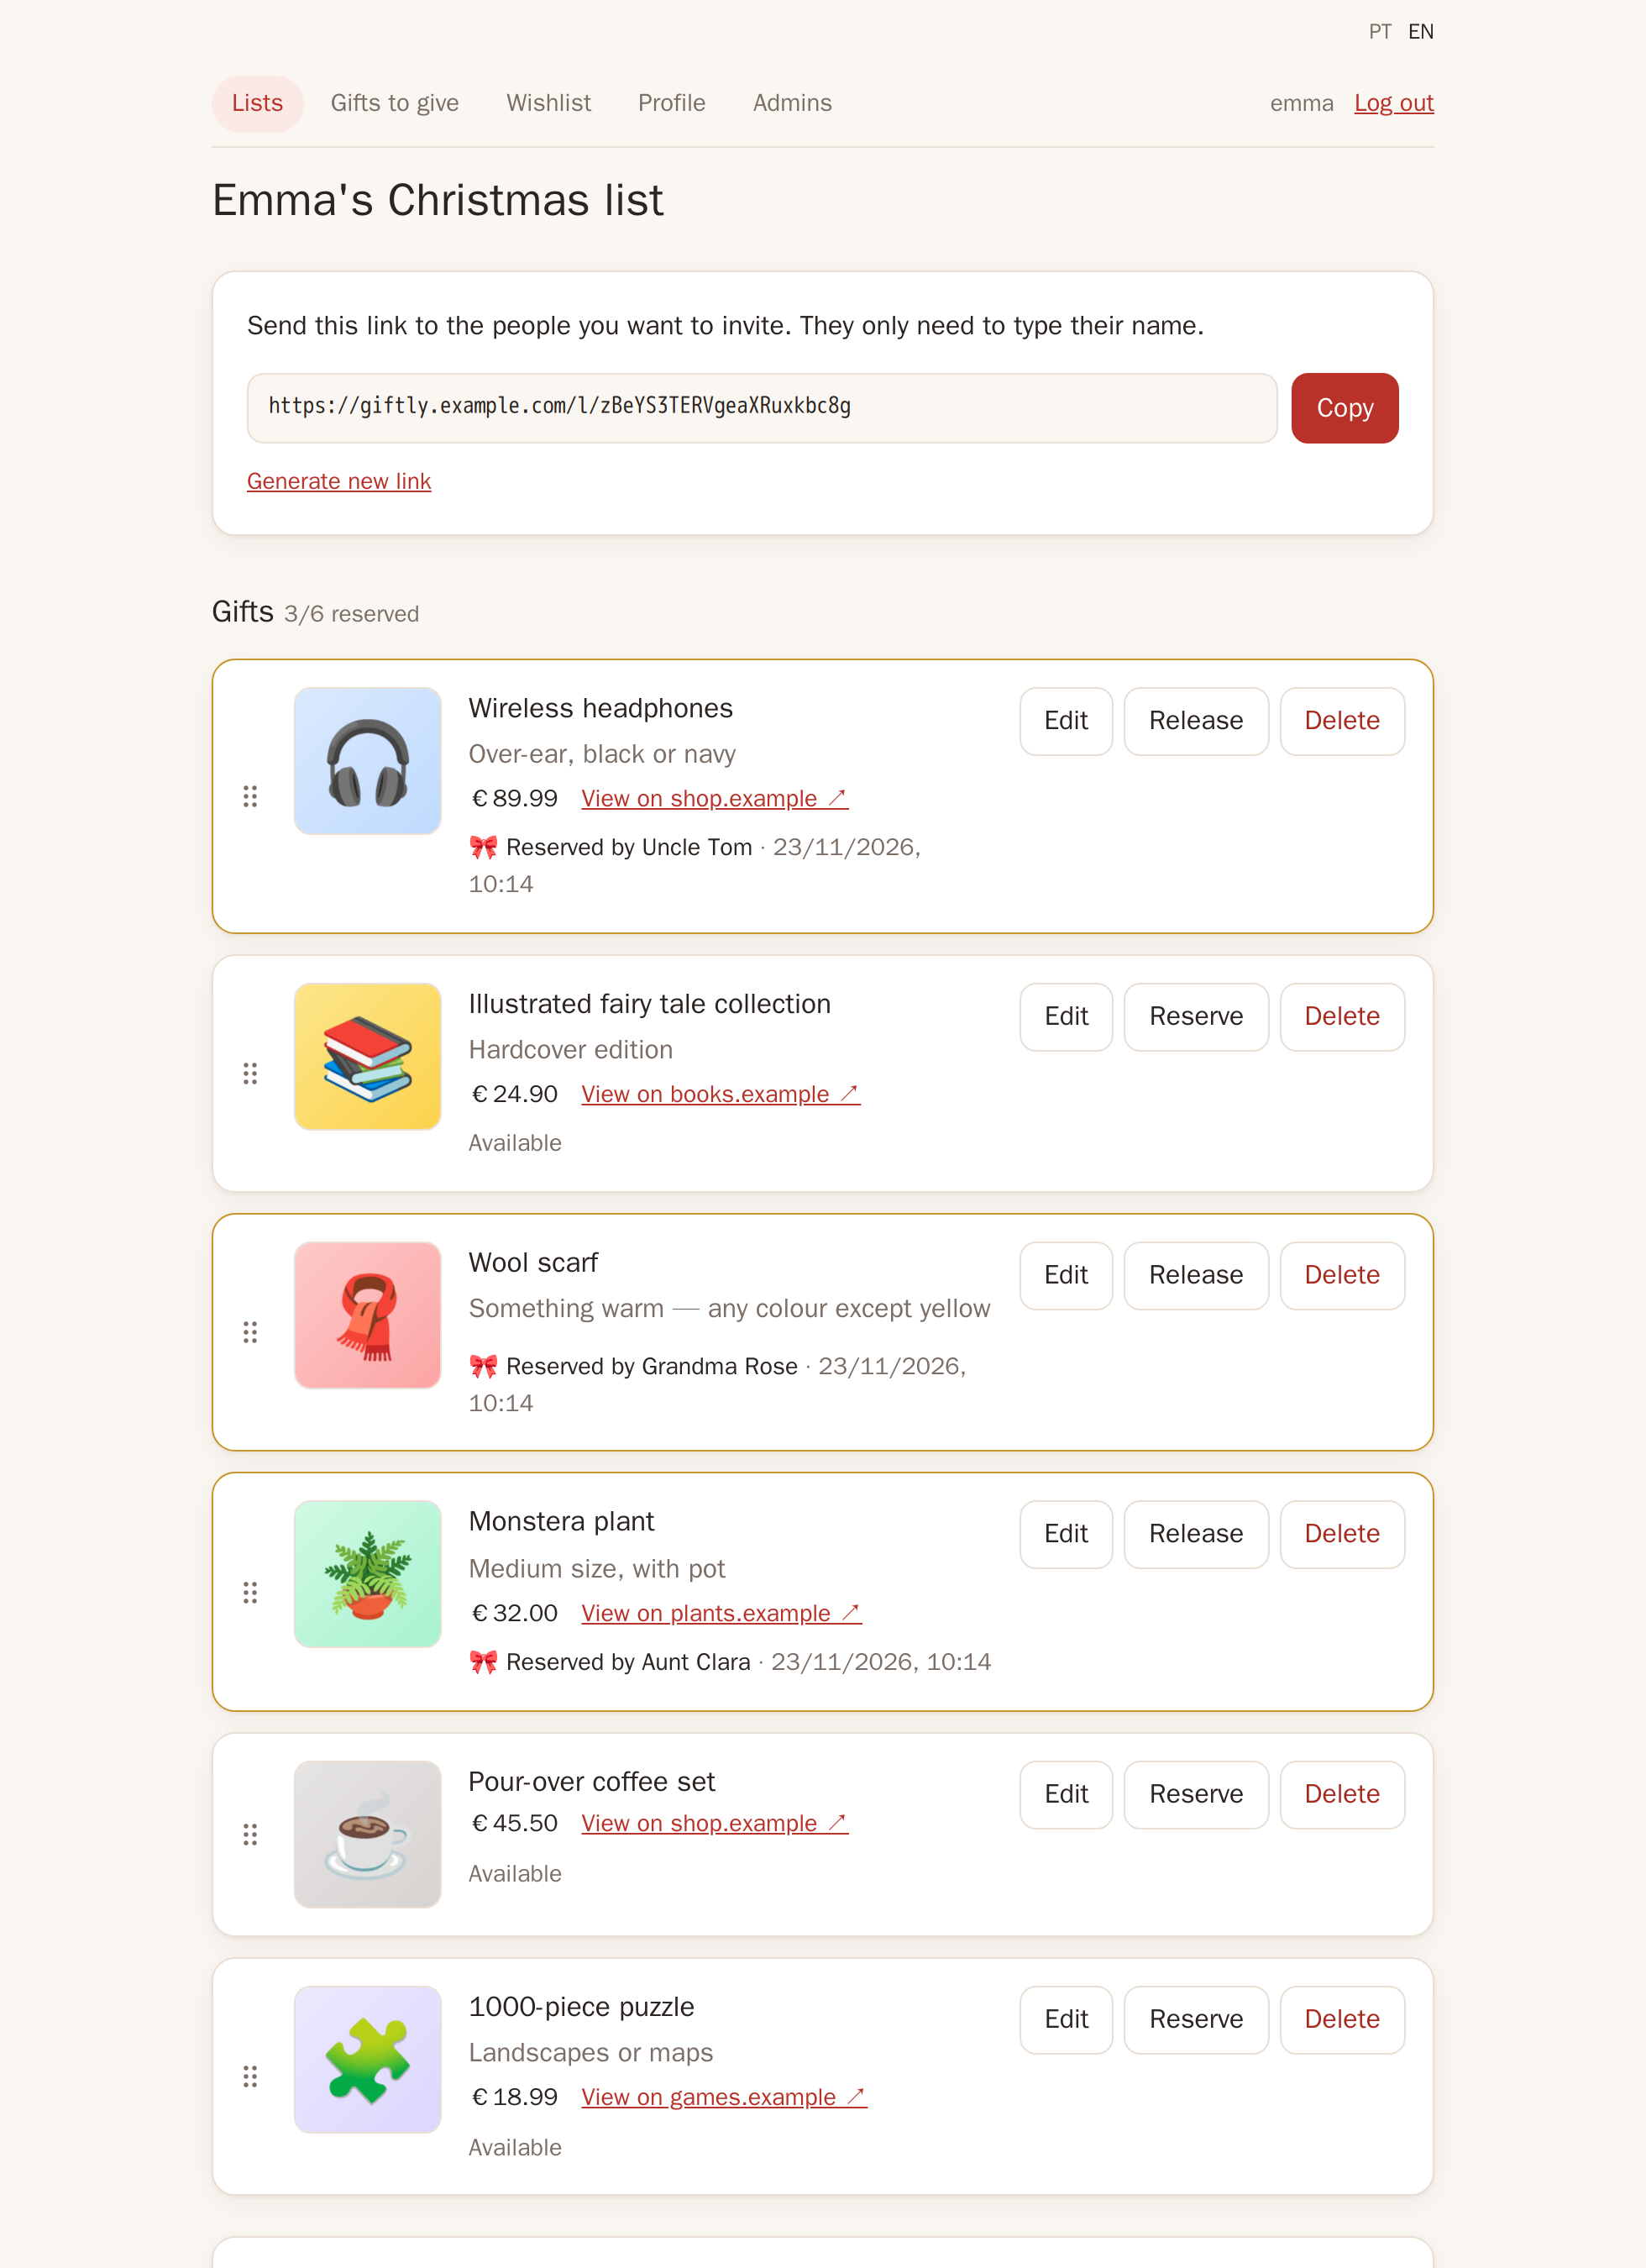 PT EN
Lists Gifts to give Wishlist Profile Admins emma Log out
Emma's Christmas list
Send this link to the people you want to invite. They only need to type their name.
https://giftly.example.com/l/zBeYS3TERVgeaXRuxkbc8g
Copy
Generate new link
Gifts 3/6 reserved
Wireless headphones
Over-ear, black or navy
€ 89.99 View on shop.example ↗
🎀 Reserved by Uncle Tom · 23/11/2026,
10:14
Edit Release Delete
Illustrated fairy tale collection
Hardcover edition
€ 24.90 View on books.example ↗
Available
Edit Reserve Delete
Wool scarf
Something warm — any colour except yellow
🎀 Reserved by Grandma Rose · 23/11/2026,
10:14
Edit Release Delete
Monstera plant
Medium size, with pot
€ 32.00 View on plants.example ↗
🎀 Reserved by Aunt Clara · 23/11/2026, 10:14
Edit Release Delete
Pour-over coffee set
€ 45.50 View on shop.example ↗
Available
Edit Reserve Delete
1000-piece puzzle
Landscapes or maps
€ 18.99 View on games.example ↗
Available
Edit Reserve Delete